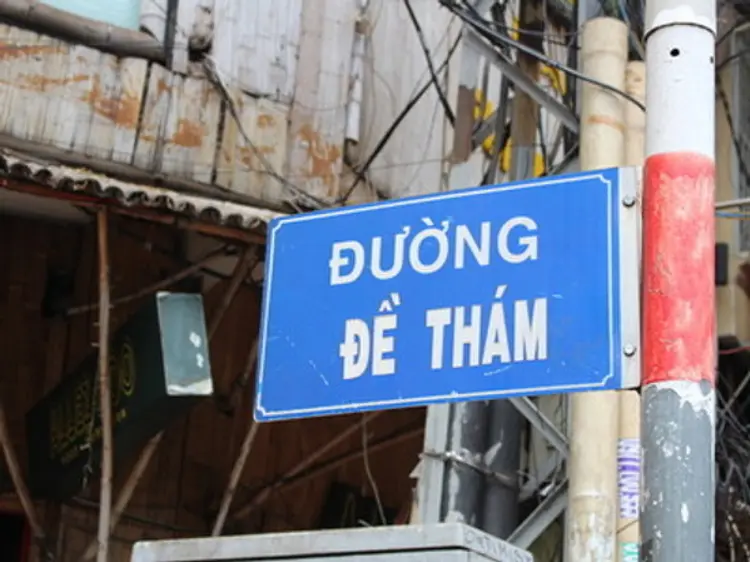 ĐƯỜNG
ĐỀ THÁM